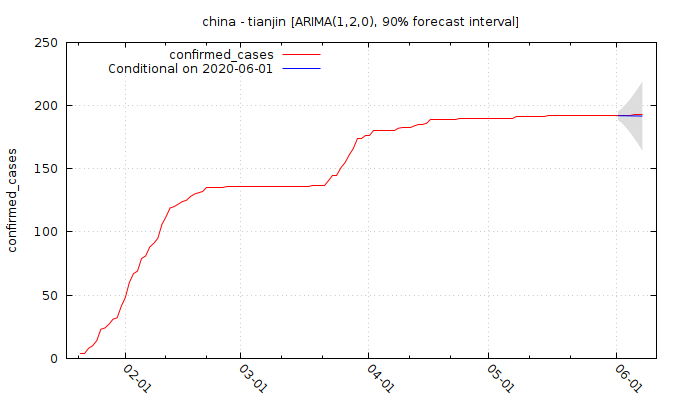 china - tianjin [ARIMA(1,2,0), 90% forecast interval]
confirmed_cases
Conditional on 2020-06-01
confirmed_cases
250
200
150
100
50
0
02-01
03-01
04-01
05-01
06-01